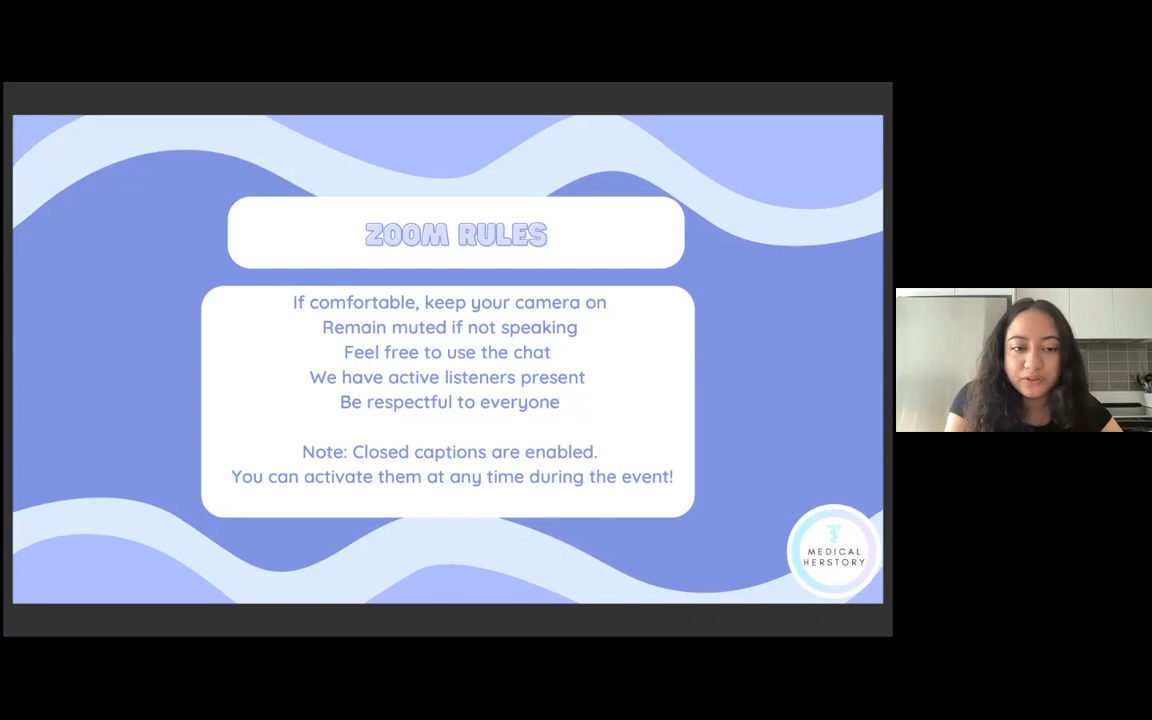 ZOOM RULES
If comfortable, keep your camera on
Remain muted if not speaking
Feel free to use the chat
We have active listeners present
Be respectful to everyone
Note: Closed captions are enabled.
You can activate them at any time during the event!
MEDICAL
HERSTORY